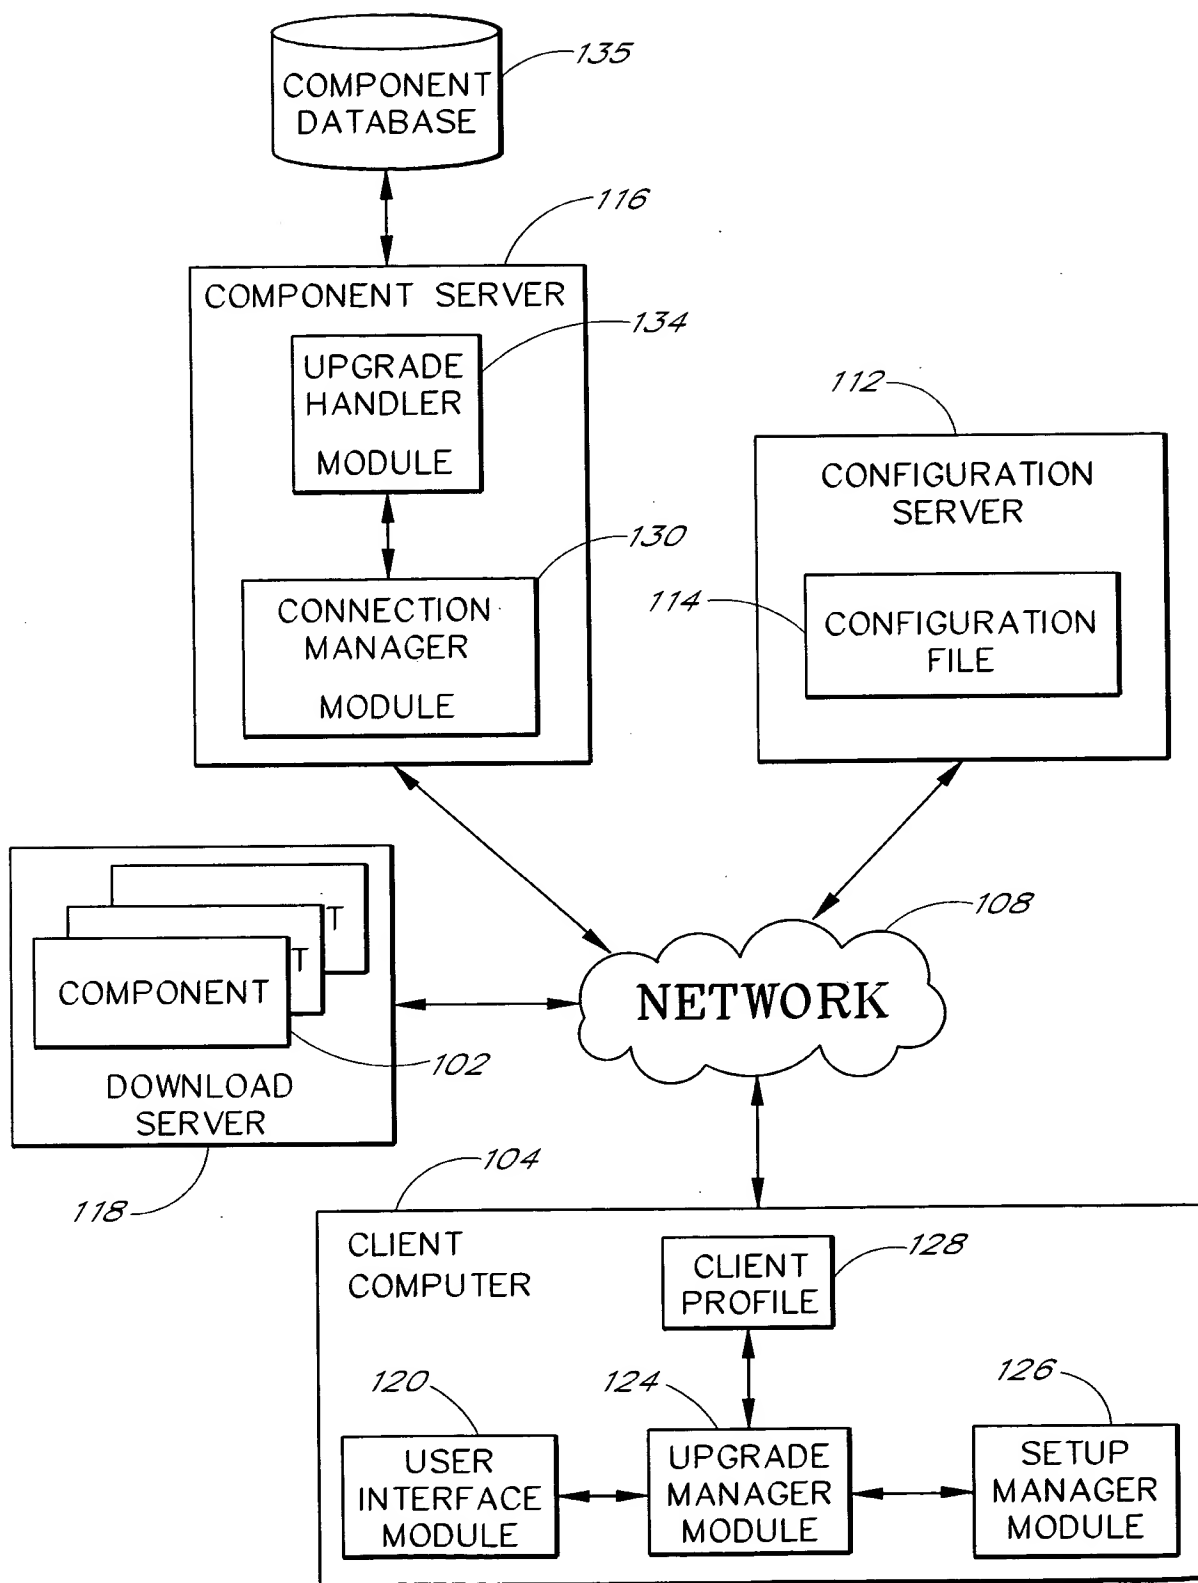 135
COMPONENT
DATABASE
116
COMPONENT SERVER
134
UPGRADE
HANDLER
MODULE
112
CONFIGURATION
SERVER
130
CONNECTION
MANAGER
MODULE
114
CONFIGURATION
FILE
108
NETWORK
T
T
COMPONENT
102
DOWNLOAD
SERVER
118
104
CLIENT
COMPUTER
128
CLIENT
PROFILE
120
124
126
USER
INTERFACE
MODULE
UPGRADE
MANAGER
MODULE
SETUP
MANAGER
MODULE